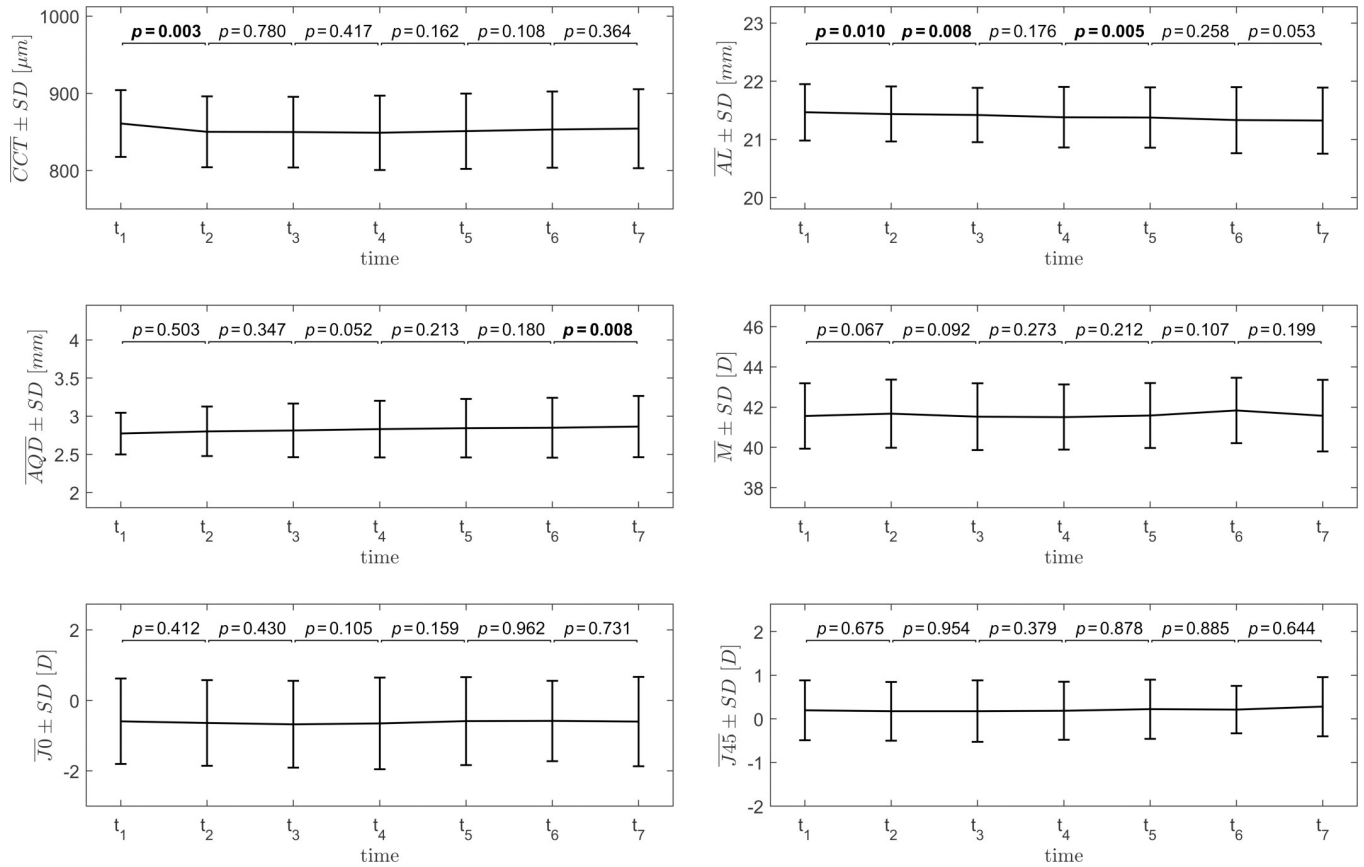 1000
900
800
CCT ± SD [μm]
p = 0.003 p = 0.780 p = 0.417 p = 0.162 p = 0.108 p = 0.364
t1 t2 t3 t4 t5 t6 t7
time
23
22
21
20
AL ± SD [mm]
p = 0.010 p = 0.008 p = 0.176 p = 0.005 p = 0.258 p = 0.053
t1 t2 t3 t4 t5 t6 t7
time
4
3.5
3
2.5
2
AQD ± SD [mm]
p = 0.503 p = 0.347 p = 0.052 p = 0.213 p = 0.180 p = 0.008
t1 t2 t3 t4 t5 t6 t7
time
46
44
42
40
38
M ± SD [D]
p = 0.067 p = 0.092 p = 0.273 p = 0.212 p = 0.107 p = 0.199
t1 t2 t3 t4 t5 t6 t7
time
2
0
-2
J0 ± SD [D]
p = 0.412 p = 0.430 p = 0.105 p = 0.159 p = 0.962 p = 0.731
t1 t2 t3 t4 t5 t6 t7
time
2
1
0
-1
-2
J45 ± SD [D]
p = 0.675 p = 0.954 p = 0.379 p = 0.878 p = 0.885 p = 0.644
t1 t2 t3 t4 t5 t6 t7
time